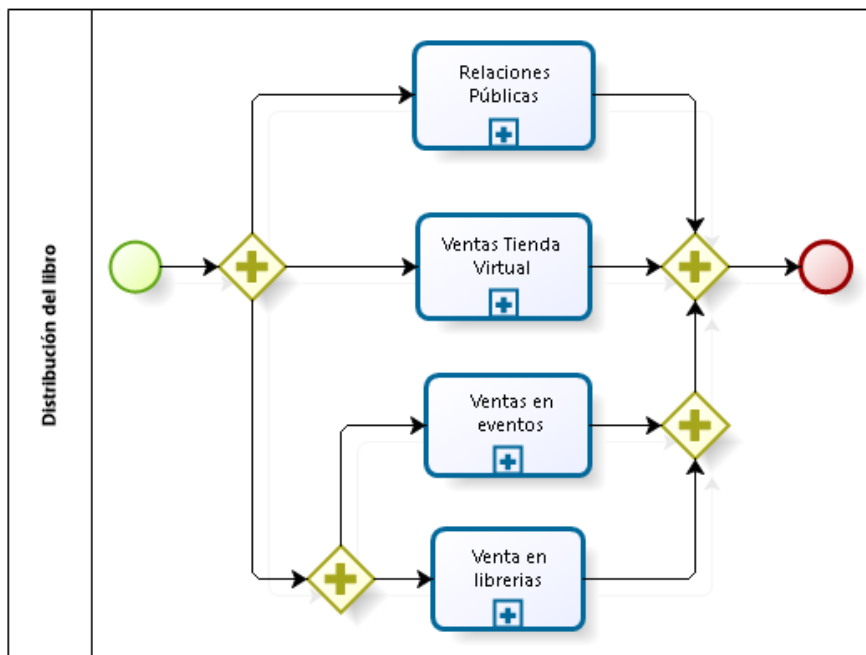 Distribución del libro
Relaciones
Públicas
Ventas Tienda
Virtual
Ventas en
eventos
Venta en
librerias